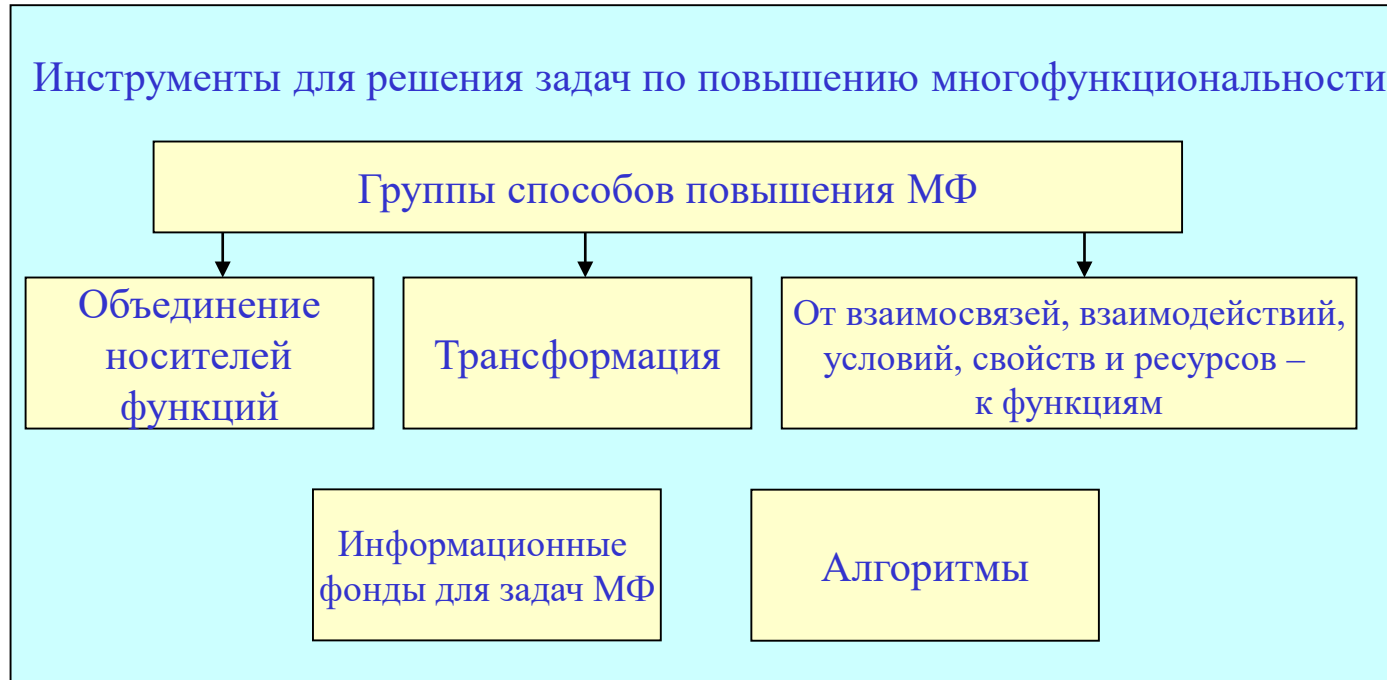 Инструменты для решения задач по повышению многофункциональности
Группы способов повышения МФ
Объединение
носителей
функций
Трансформация
От взаимосвязей, взаимодействий,
условий, свойств и ресурсов –
к функциям
Информационные
фонды для задач МФ
Алгоритмы